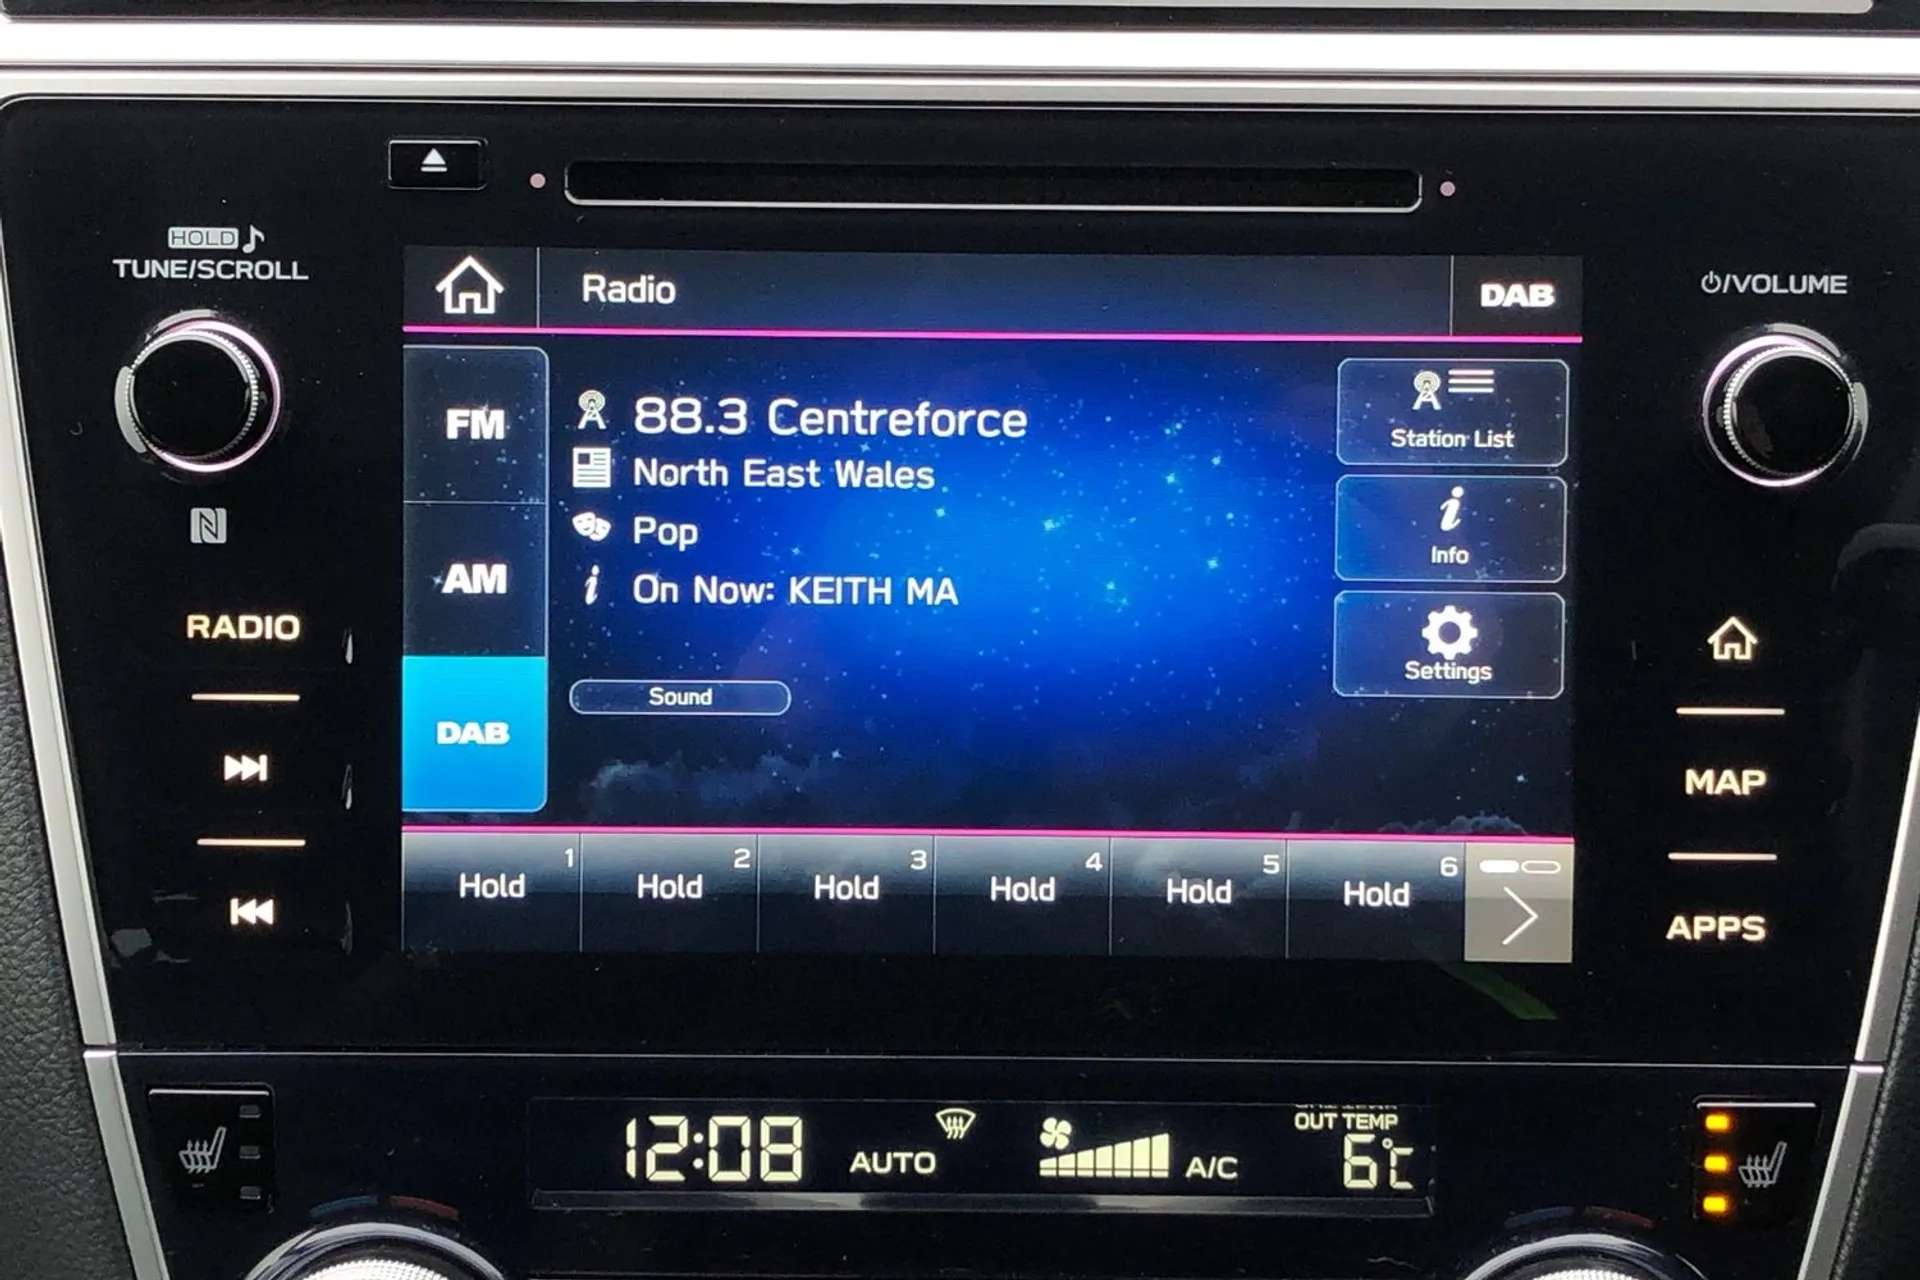 HOLD
TUNE/SCROLL
Radio
DAB
/VOLUME
FM
88.3 Centreforce
Station List
North East Wales
Pop
Info
AM
On Now: KEITH MA
RADIO
Settings
Sound
DAB
MAP
1 2 3 4 5 6
Hold Hold Hold Hold Hold Hold
APPS
12:08 AUTO A/C OUT TEMP 6°C